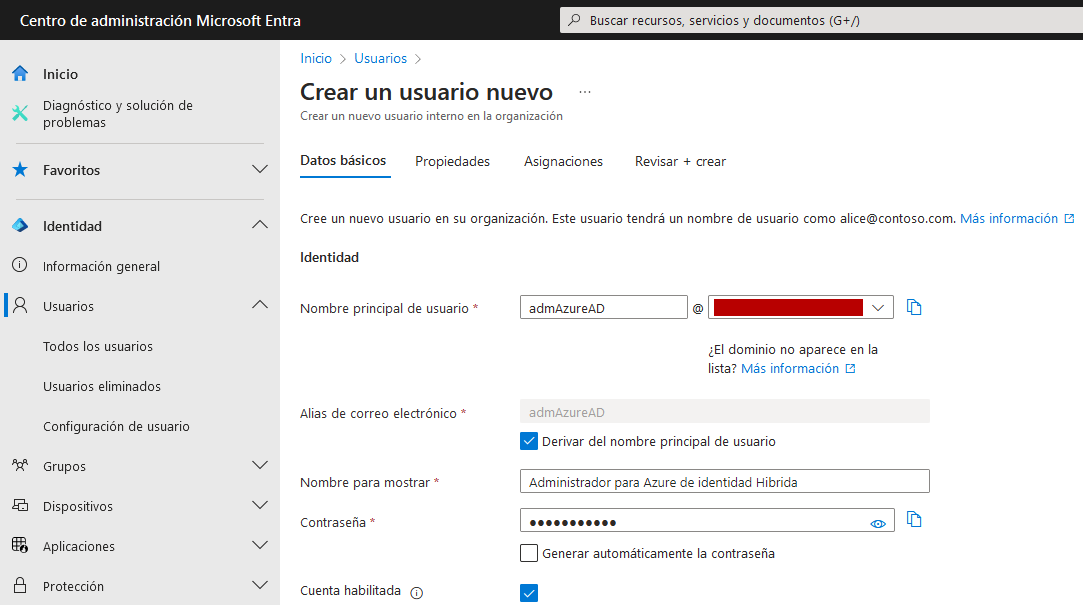 Centro de administración Microsoft Entra
Buscar recursos, servicios y documentos (G+/)
Inicio
Diagnóstico y solución de
problemas
Favoritos
Identidad
Información general
Usuarios
Todos los usuarios
Usuarios eliminados
Configuración de usuario
Grupos
Dispositivos
Aplicaciones
Protección
Inicio > Usuarios >
Crear un usuario nuevo ...
Crear un nuevo usuario interno en la organización
Datos básicos Propiedades Asignaciones Revisar + crear
Cree un nuevo usuario en su organización. Este usuario tendrá un nombre de usuario como alice@contoso.com. Más información
Identidad
Nombre principal de usuario * admAzureAD @
¿El dominio no aparece en la
lista? Más información
Alias de correo electrónico * admAzureAD
Derivar del nombre principal de usuario
Nombre para mostrar * Administrador para Azure de identidad Hibrida
Contraseña * ●●●●●●●●●●●
Generar automáticamente la contraseña
Cuenta habilitada